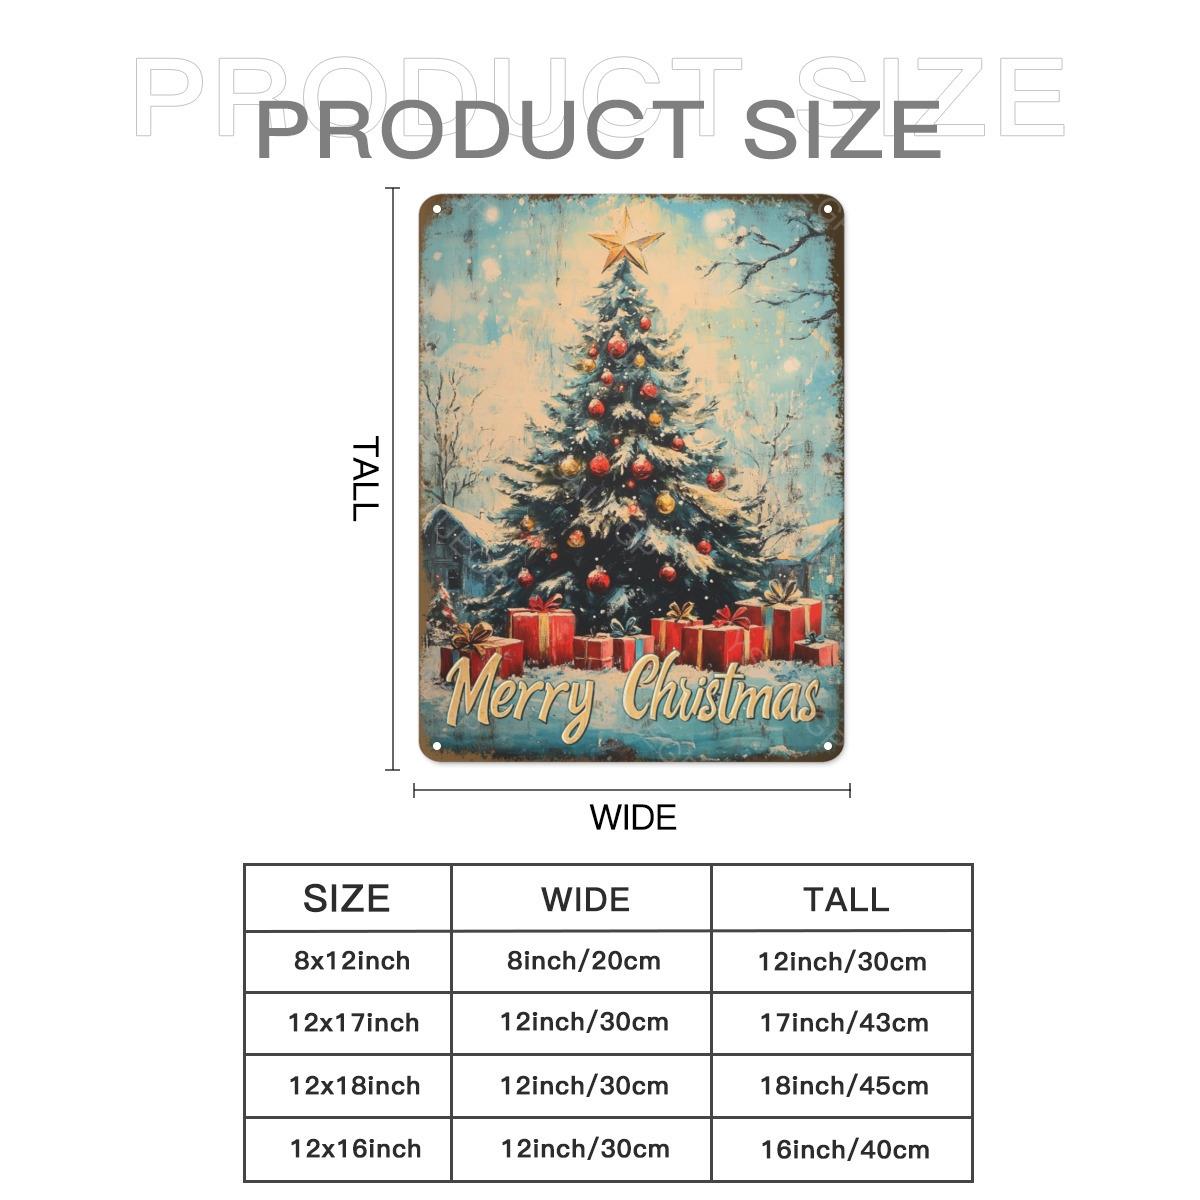 PRODUCT SIZE
PRODUCT SIZE
TALL
Merry Christmas
WIDE
SIZE WIDE TALL
8x12inch 8inch/20cm 12inch/30cm
12x17inch 12inch/30cm 17inch/43cm
12x18inch 12inch/30cm 18inch/45cm
12x16inch 12inch/30cm 16inch/40cm